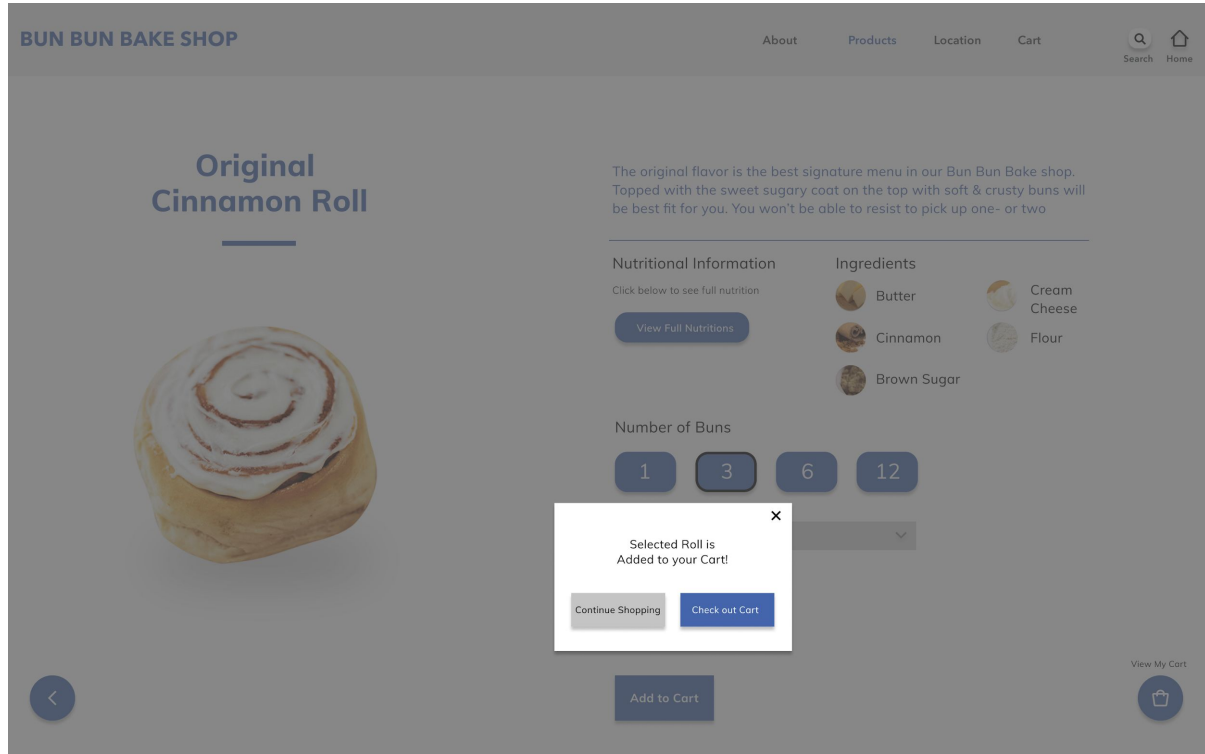 BUN BUN BAKE SHOP
About
Products
Location
Cart
Search
Home
Original
Cinnamon Roll
The original flavor is the best signature menu in our Bun Bun Bake shop.
Topped with the sweet sugary coat on the top with soft & crusty buns will
be best fit for you. You won't be able to resist to pick up one- or two
Nutritional Information
Click below to see full nutrition
View Full Nutritions
Ingredients
Butter
Cream
Cheese
Cinnamon
Flour
Brown Sugar
Number of Buns
1
3
6
12
Selected Roll is
Added to your Cart!
Continue Shopping
Check out Cart
Add to Cart
View My Cart